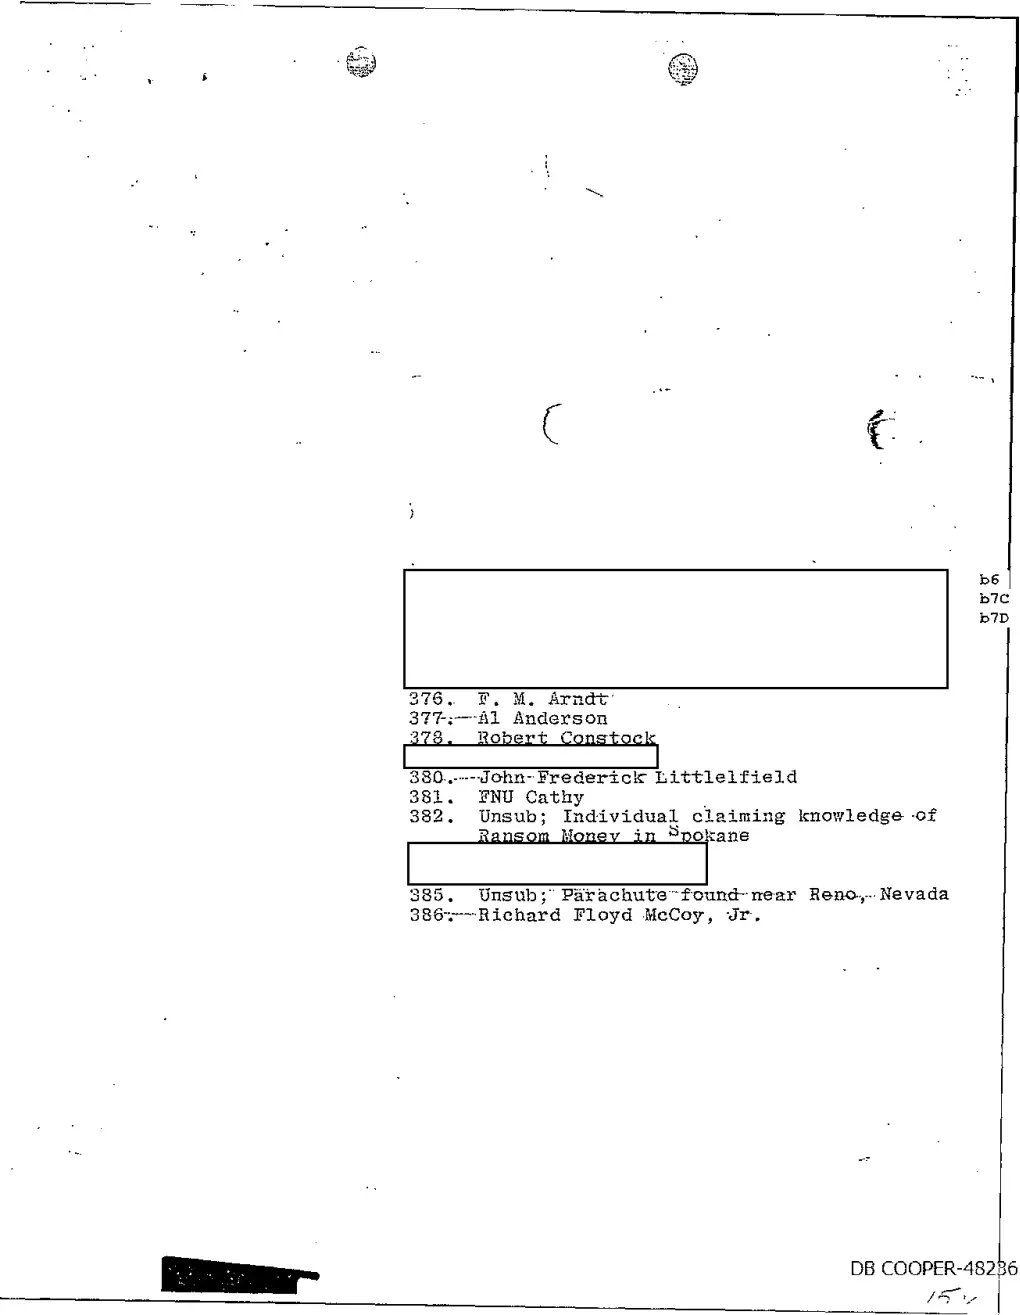 b6
b7C
b7D
376. F. M. Arndt
377. Al Anderson
378. Robert Constock
380. John Frederick Littlelfield
381. FNU Cathy
382. Unsub; Individual claiming knowledge of
Ransom Money in Spokane
385. Unsub; Parachute found near Reno, Nevada
386. Richard Floyd McCoy, Jr.
DB COOPER-48236